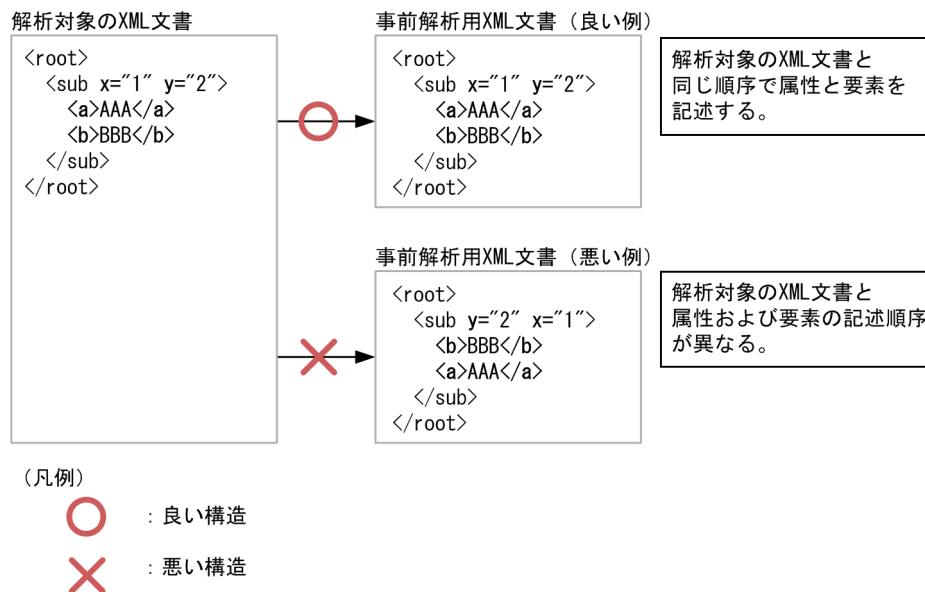 解析対象のXML文書
<root>
<sub x="1" y="2">
<a>AAA</a>
<b>BBB</b>
</sub>
</root>
事前解析用XML文書（良い例）
<root>
<sub x="1" y="2">
<a>AAA</a>
<b>BBB</b>
</sub>
</root>
解析対象のXML文書と
同じ順序で属性と要素を
記述する。
事前解析用XML文書（悪い例）
<root>
<sub y="2" x="1">
<b>BBB</b>
<a>AAA</a>
</sub>
</root>
解析対象のXML文書と
属性および要素の記述順序
が異なる。
（凡例）
：良い構造
：悪い構造